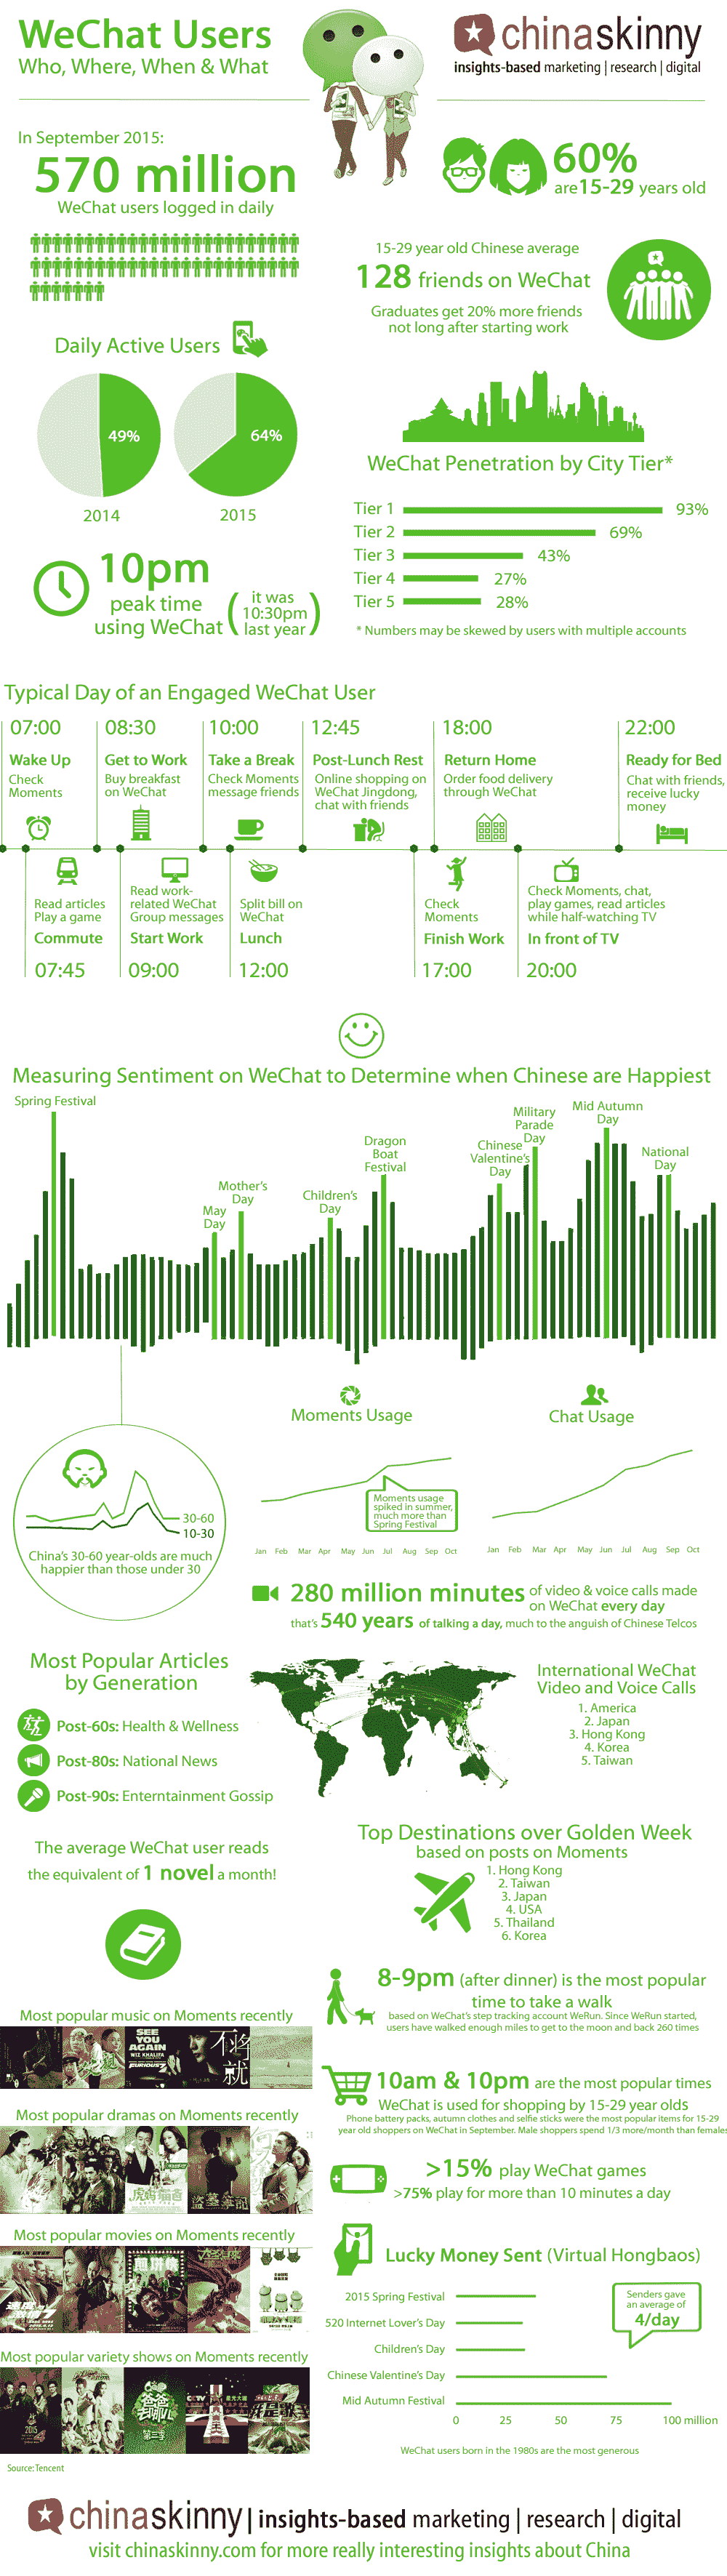 WeChat Users
Who, Where, When & What
chinaskinny
insights-based marketing | research | digital
In September 2015:
570 million
WeChat users logged in daily
60%
are 15-29 years old
15-29 year old Chinese average
128 friends on WeChat
Graduates get 20% more friends
not long after starting work
Daily Active Users
49%
64%
2014
2015
WeChat Penetration by City Tier*
Tier 1
93%
Tier 2
69%
Tier 3
43%
Tier 4
27%
Tier 5
28%
* Numbers may be skewed by users with multiple accounts
10pm
peak time
using WeChat
(it was
10:30pm
last year)
Typical Day of an Engaged WeChat User
07:00
Wake Up
Check
Moments
08:30
Get to Work
Buy breakfast
on WeChat
10:00
Take a Break
Check Moments
message friends
12:45
Post-Lunch Rest
Online shopping on
WeChat Jingdong,
chat with friends
18:00
Return Home
Order food delivery
through WeChat
22:00
Ready for Bed
Chat with friends,
receive lucky
money
Read articles
Play a game
Commute
07:45
Read work-
related WeChat
Group messages
Start Work
09:00
Split bill on
WeChat
Lunch
12:00
Check
Moments
Finish Work
17:00
Check Moments, chat,
play games, read articles
while half-watching TV
In front of TV
20:00
Measuring Sentiment on WeChat to Determine when Chinese are Happiest
Spring Festival
May
Day
Mother's
Day
Children's
Day
Dragon
Boat
Festival
Chinese
Valentine's
Day
Military
Parade
Day
Mid Autumn
Day
National
Day
30-60
10-30
China's 30-60 year-olds are much
happier than those under 30
Moments Usage
Moments usage
spiked in summer,
much more than
Spring Festival
Jan Feb Mar Apr May Jun Jul Aug Sep Oct
Chat Usage
Jan Feb Mar Apr May Jun Jul Aug Sep Oct
280 million minutes of video & voice calls made
on WeChat every day
that's 540 years of talking a day, much to the anguish of Chinese Telcos
Most Popular Articles
by Generation
Post-60s: Health & Wellness
Post-80s: National News
Post-90s: Enterntainment Gossip
International WeChat
Video and Voice Calls
1. America
2. Japan
3. Hong Kong
4. Korea
5. Taiwan
The average WeChat user reads
the equivalent of 1 novel a month!
Top Destinations over Golden Week
based on posts on Moments
1. Hong Kong
2. Taiwan
3. Japan
4. USA
5. Thailand
6. Korea
8-9pm (after dinner) is the most popular
time to take a walk
based on WeChat's step tracking account WeRun. Since WeRun started,
users have walked enough miles to get to the moon and back 260 times
Most popular music on Moments recently
SEE
YOU
AGAIN
WIZ KHALIFA
FURIOUS 7
不将就
10am & 10pm are the most popular times
WeChat is used for shopping by 15-29 year olds
Phone battery packs, autumn clothes and selfie sticks were the most popular items for 15-29
year old shoppers on WeChat in September. Male shoppers spend 1/3 more/month than females
Most popular dramas on Moments recently
虎妈猫爸
盗墓笔记
>15% play WeChat games
>75% play for more than 10 minutes a day
Most popular movies on Moments recently
Lucky Money Sent (Virtual Hongbaos)
2015 Spring Festival
520 Internet Lover's Day
Children's Day
Chinese Valentine's Day
Mid Autumn Festival
0 25 50 75 100 million
Senders gave
an average of
4/day
WeChat users born in the 1980s are the most generous
Most popular variety shows on Moments recently
2015
第三季
CCTV
Source: Tencent
chinaskinny | insights-based marketing | research | digital
visit chinaskinny.com for more really interesting insights about China